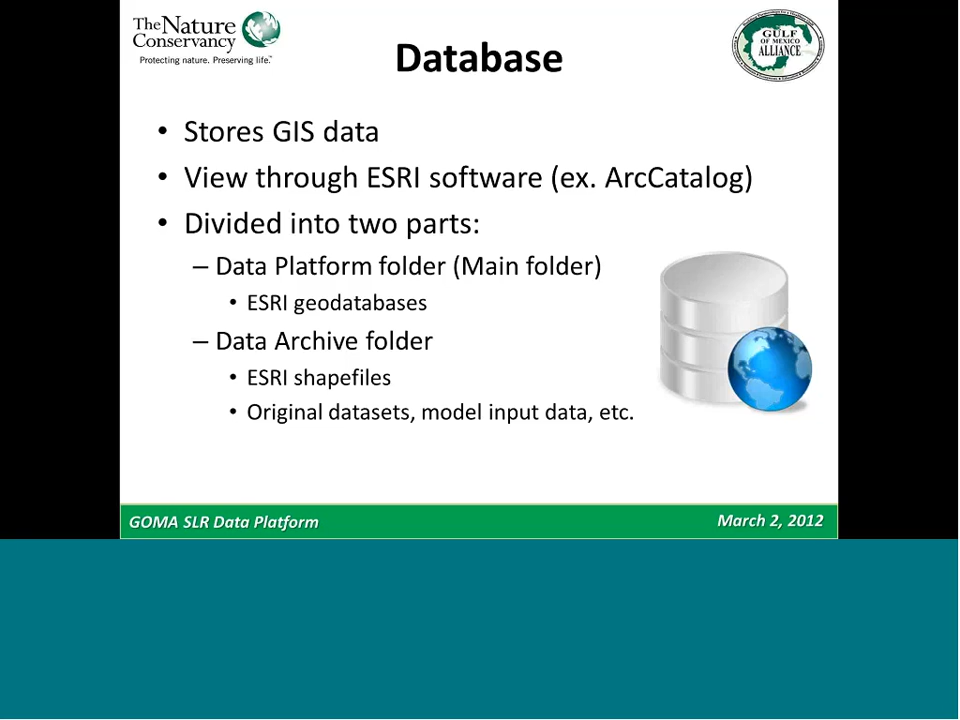 The Nature
Conservancy
Protecting nature. Preserving life.™
Database
GULF
OF MEXICO
ALLIANCE
• Stores GIS data
• View through ESRI software (ex. ArcCatalog)
• Divided into two parts:
– Data Platform folder (Main folder)
• ESRI geodatabases
– Data Archive folder
• ESRI shapefiles
• Original datasets, model input data, etc.
GOMA SLR Data Platform
March 2, 2012